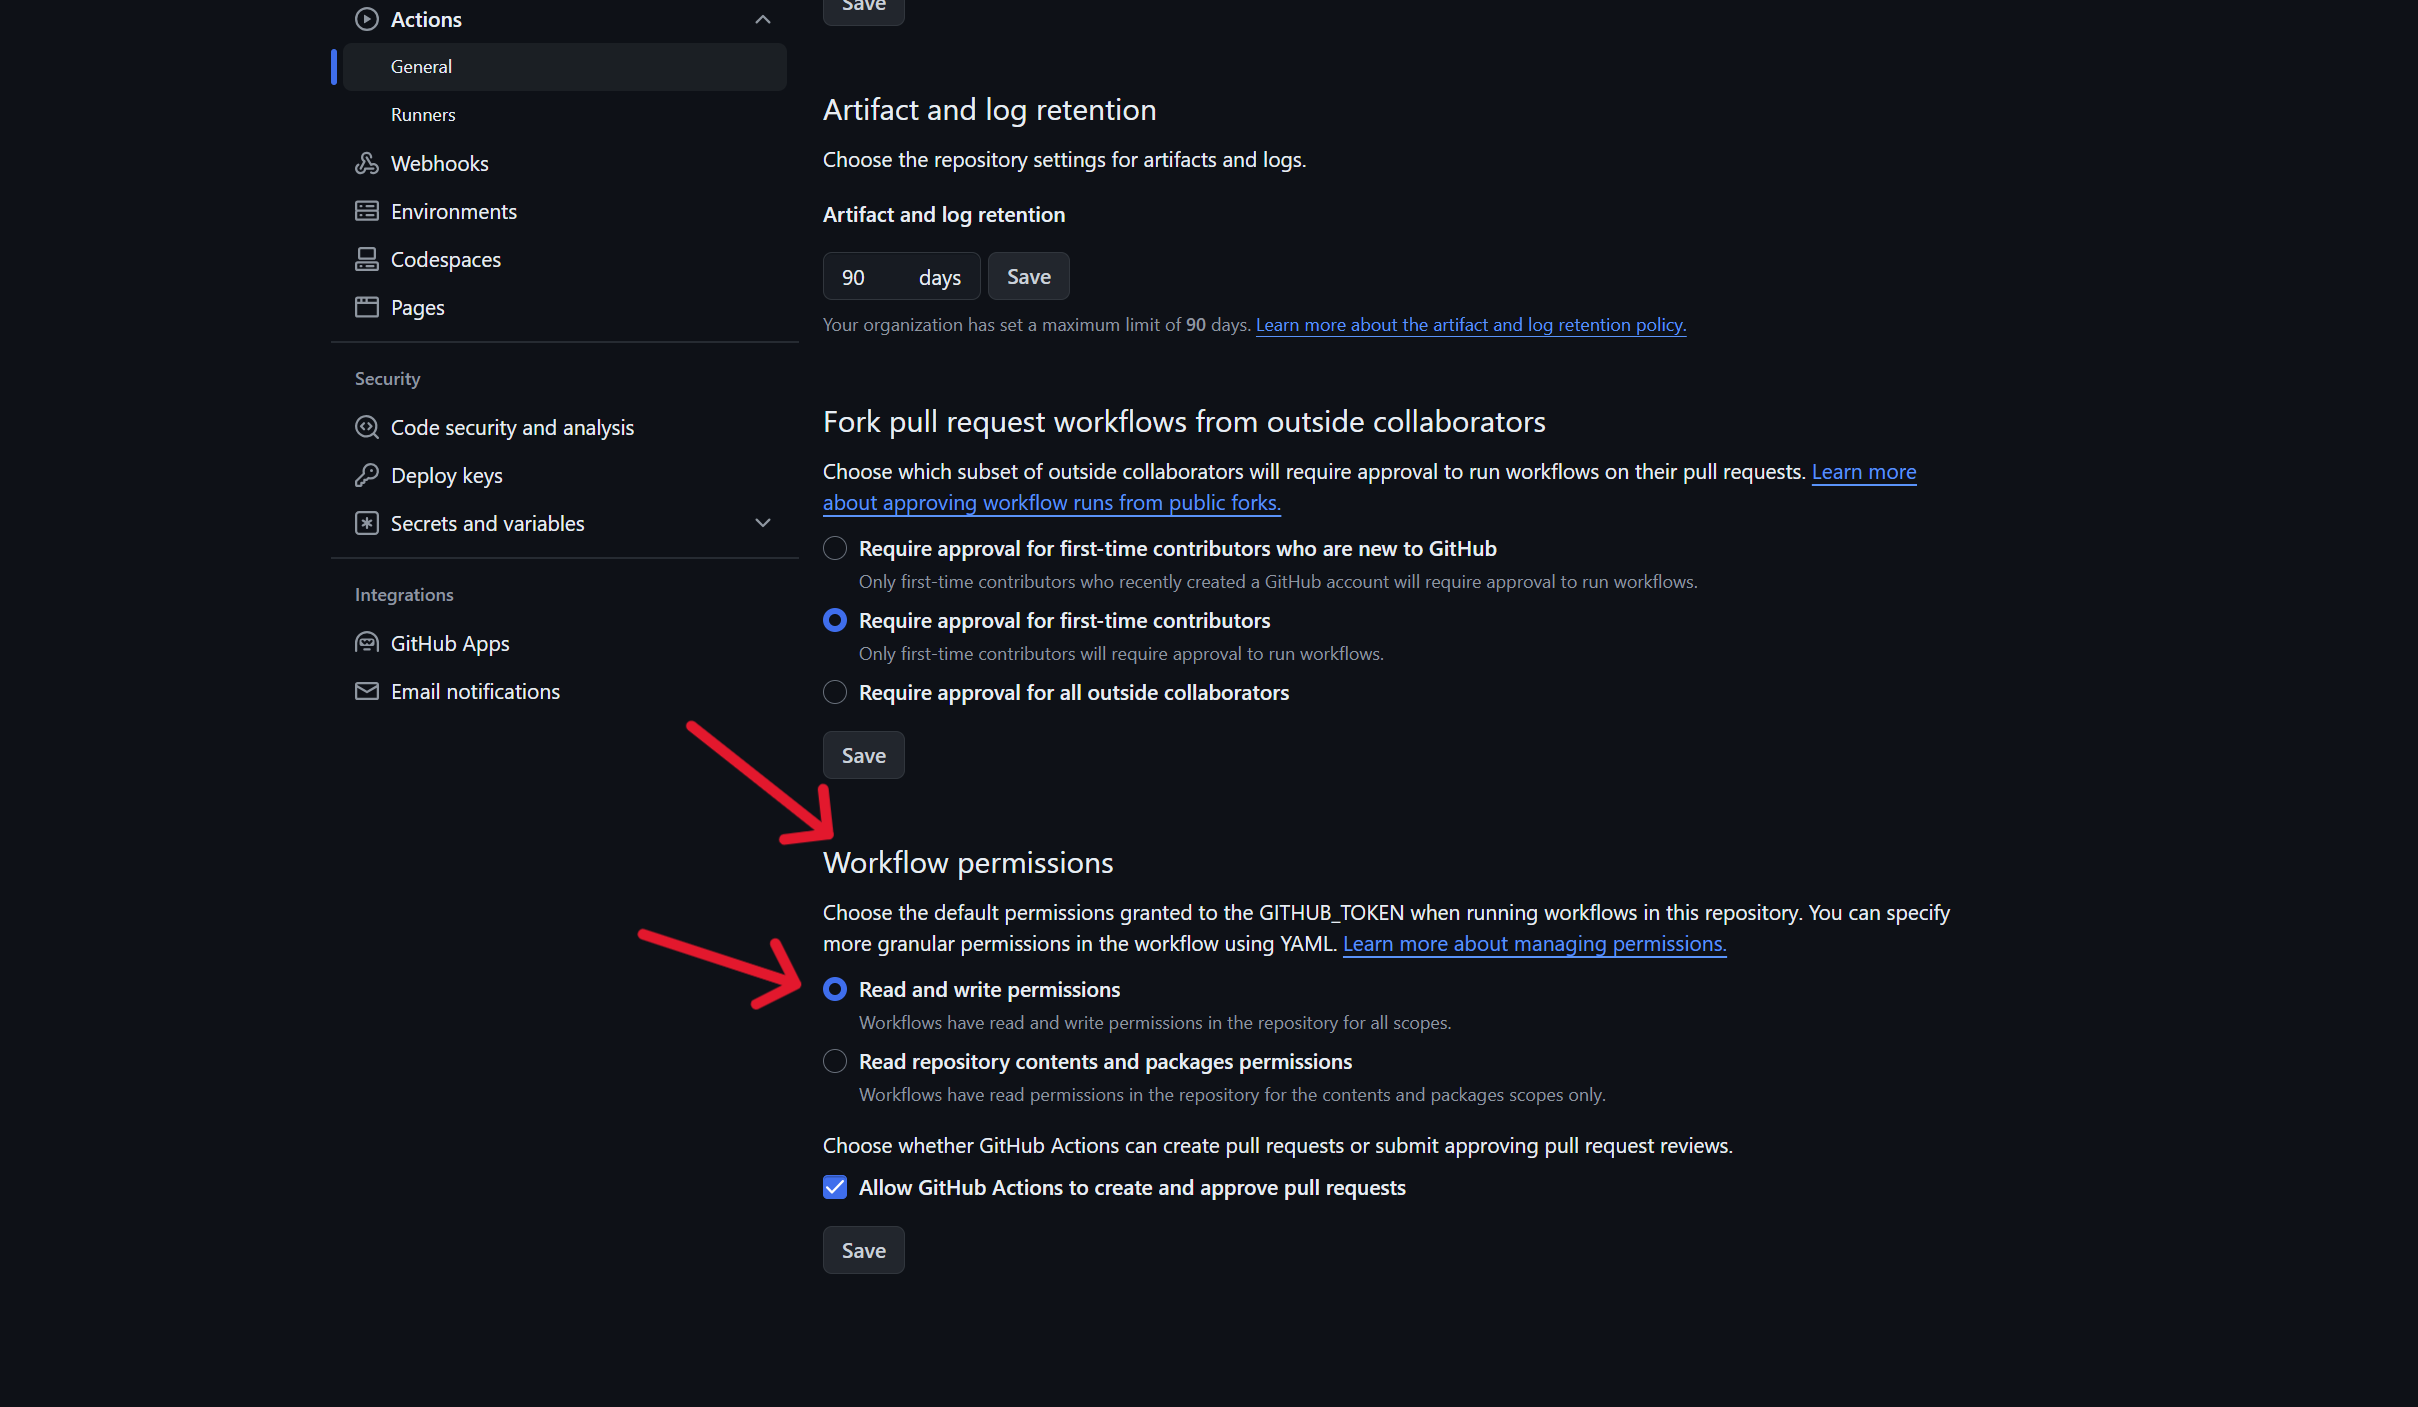 Actions
General
Runners
Webhooks
Environments
Codespaces
Pages
Security
Code security and analysis
Deploy keys
Secrets and variables
Integrations
GitHub Apps
Email notifications
Save
Artifact and log retention
Choose the repository settings for artifacts and logs.
Artifact and log retention
90 days Save
Your organization has set a maximum limit of 90 days. Learn more about the artifact and log retention policy.
Fork pull request workflows from outside collaborators
Choose which subset of outside collaborators will require approval to run workflows on their pull requests. Learn more
about approving workflow runs from public forks.
Require approval for first-time contributors who are new to GitHub
Only first-time contributors who recently created a GitHub account will require approval to run workflows.
Require approval for first-time contributors
Only first-time contributors will require approval to run workflows.
Require approval for all outside collaborators
Save
Workflow permissions
Choose the default permissions granted to the GITHUB_TOKEN when running workflows in this repository. You can specify
more granular permissions in the workflow using YAML. Learn more about managing permissions.
Read and write permissions
Workflows have read and write permissions in the repository for all scopes.
Read repository contents and packages permissions
Workflows have read permissions in the repository for the contents and packages scopes only.
Choose whether GitHub Actions can create pull requests or submit approving pull request reviews.
Allow GitHub Actions to create and approve pull requests
Save